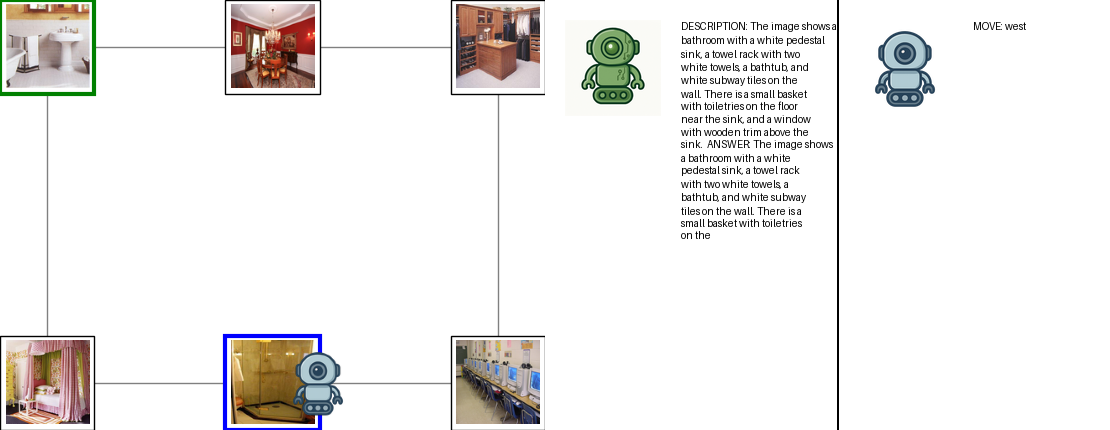 DESCRIPTION: The image shows a
bathroom with a white pedestal
sink, a towel rack with two
white towels, a bathtub, and
white subway tiles on the
wall. There is a small basket
with toiletries on the floor
near the sink, and a window
with wooden trim above the
sink.  ANSWER: The image shows
a bathroom with a white
pedestal sink, a towel rack
with two white towels, a
bathtub, and white subway
tiles on the wall. There is a
small basket with toiletries
on the
MOVE: west